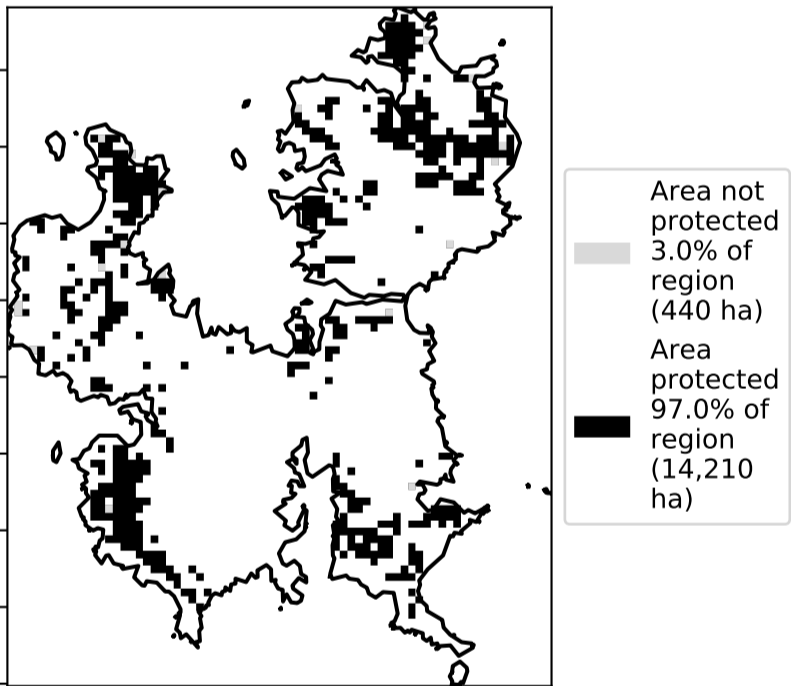 Area not
protected
3.0% of
region
(440 ha)
Area
protected
97.0% of
region
(14,210
ha)